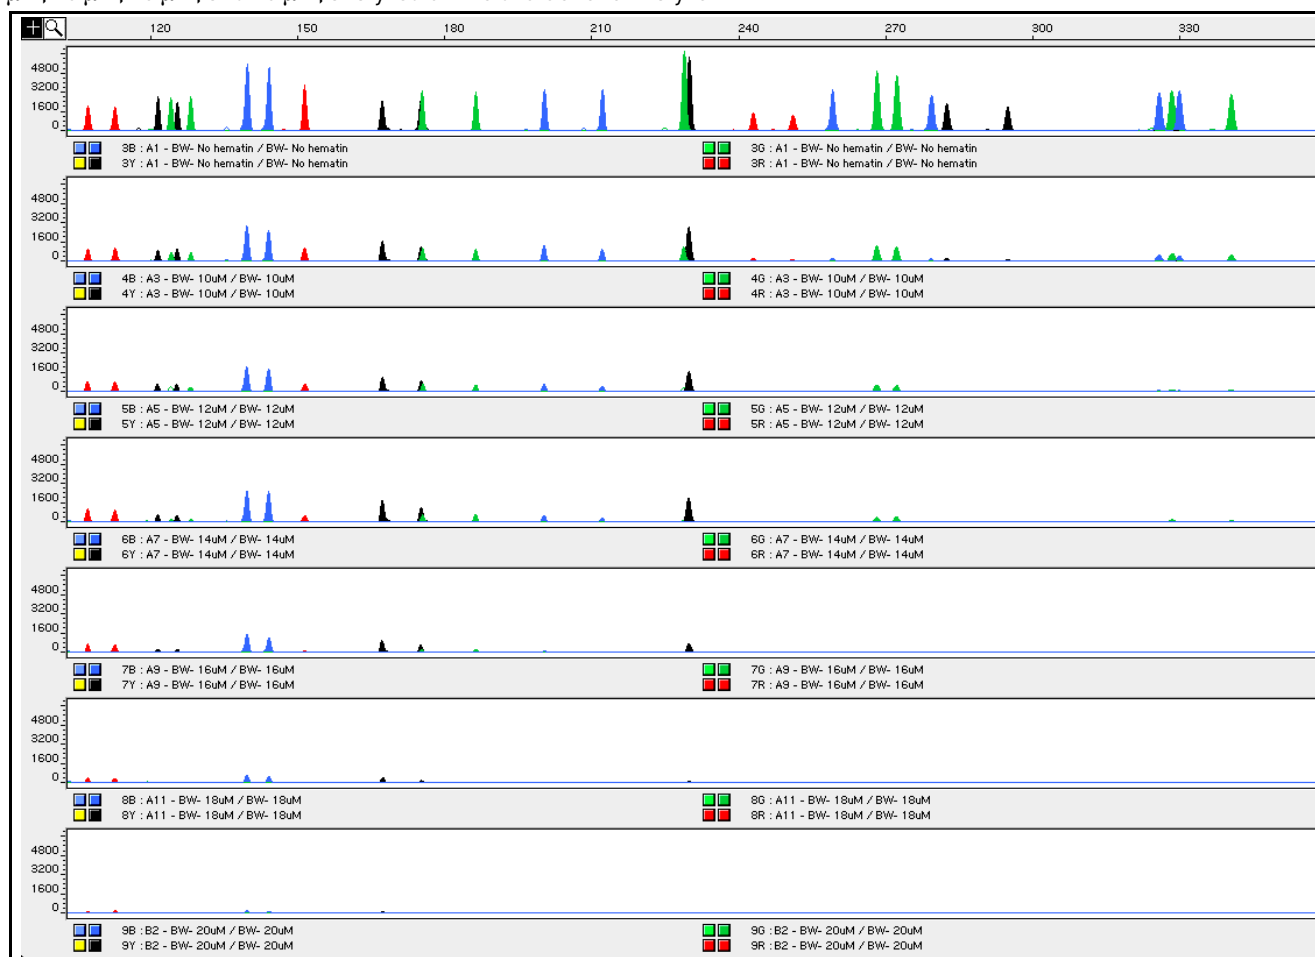 120 150 180 210 240 270 300 330
4800
3200
1600
0
3B : A1 - BW- No hematin / BW- No hematin 3G : A1 - BW- No hematin / BW- No hematin
3Y : A1 - BW- No hematin / BW- No hematin 3R : A1 - BW- No hematin / BW- No hematin
4800
3200
1600
0
4B : A3 - BW- 10uM / BW- 10uM 4G : A3 - BW- 10uM / BW- 10uM
4Y : A3 - BW- 10uM / BW- 10uM 4R : A3 - BW- 10uM / BW- 10uM
4800
3200
1600
0
5B : A5 - BW- 12uM / BW- 12uM 5G : A5 - BW- 12uM / BW- 12uM
5Y : A5 - BW- 12uM / BW- 12uM 5R : A5 - BW- 12uM / BW- 12uM
4800
3200
1600
0
6B : A7 - BW- 14uM / BW- 14uM 6G : A7 - BW- 14uM / BW- 14uM
6Y : A7 - BW- 14uM / BW- 14uM 6R : A7 - BW- 14uM / BW- 14uM
4800
3200
1600
0
7B : A9 - BW- 16uM / BW- 16uM 7G : A9 - BW- 16uM / BW- 16uM
7Y : A9 - BW- 16uM / BW- 16uM 7R : A9 - BW- 16uM / BW- 16uM
4800
3200
1600
0
8B : A11 - BW- 18uM / BW- 18uM 8G : A11 - BW- 18uM / BW- 18uM
8Y : A11 - BW- 18uM / BW- 18uM 8R : A11 - BW- 18uM / BW- 18uM
4800
3200
1600
0
9B : B2 - BW- 20uM / BW- 20uM 9G : B2 - BW- 20uM / BW- 20uM
9Y : B2 - BW- 20uM / BW- 20uM 9R : B2 - BW- 20uM / BW- 20uM